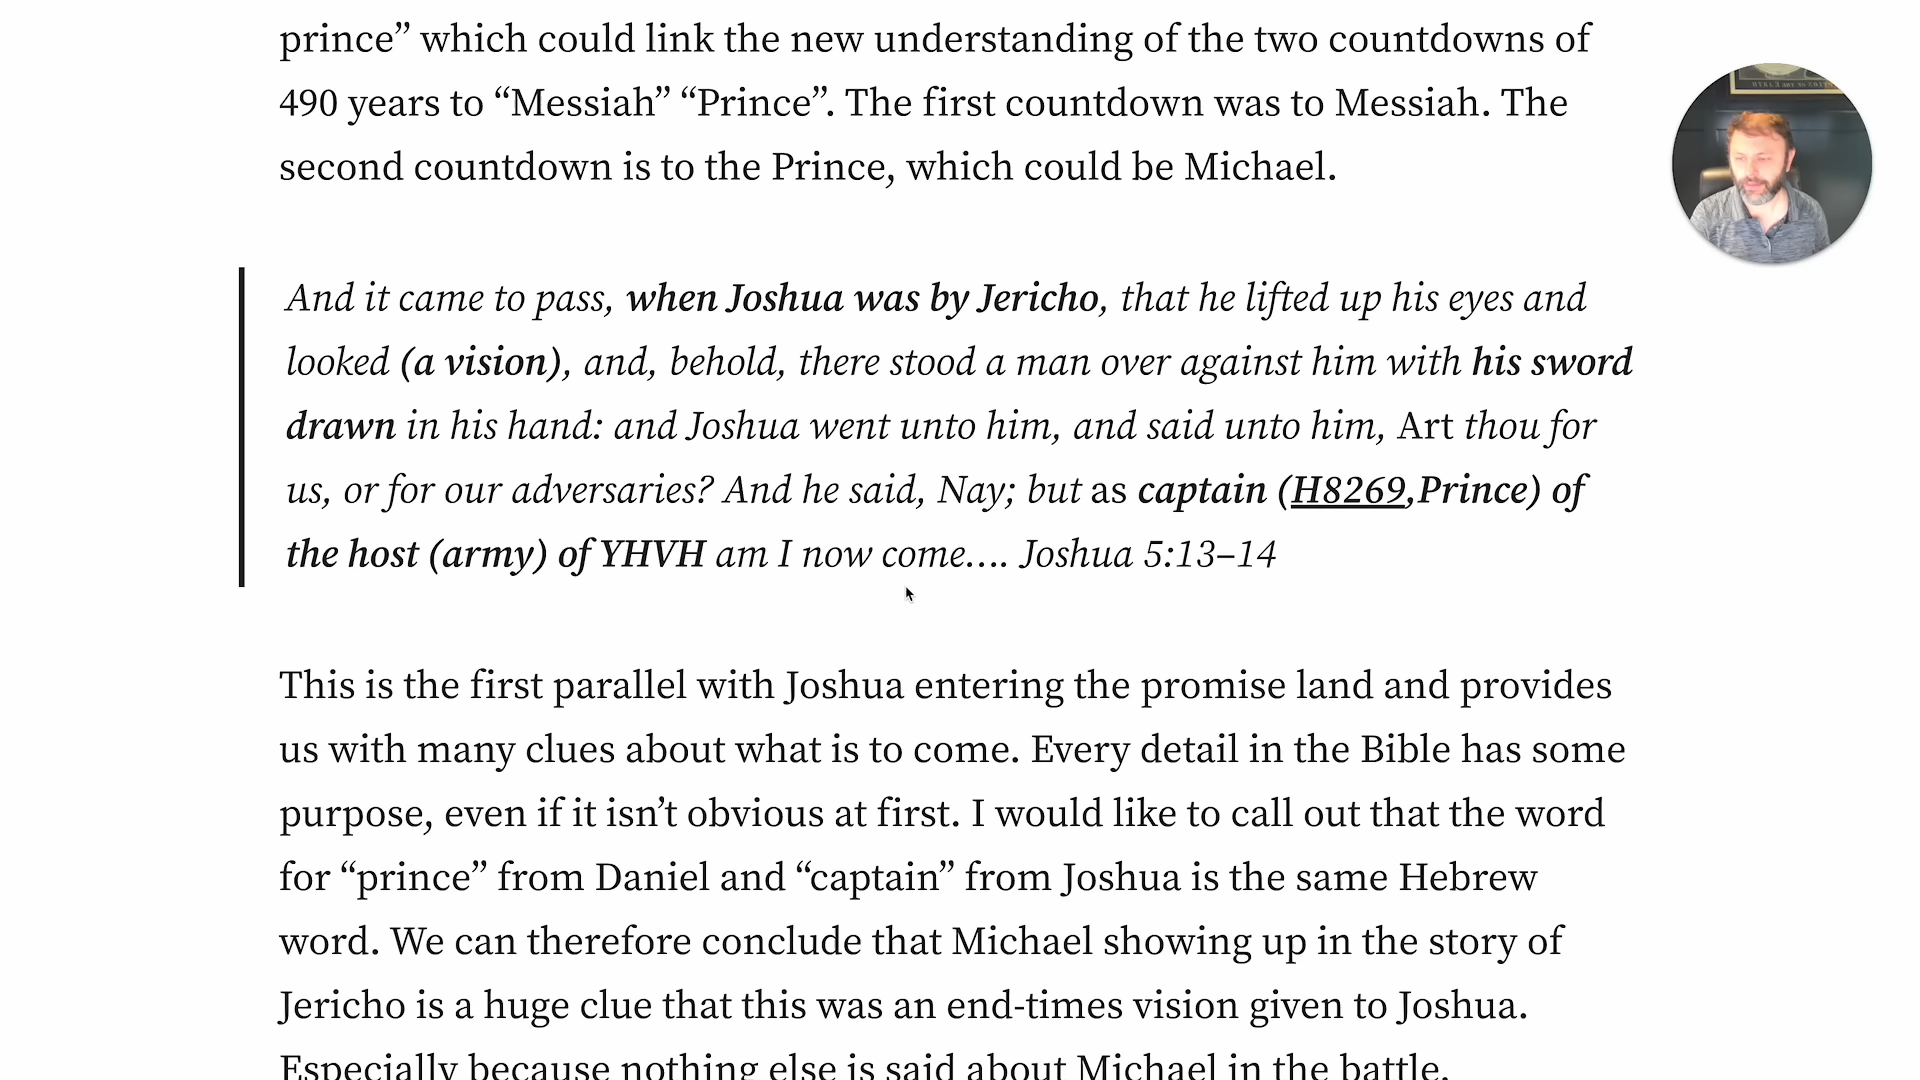 prince” which could link the new understanding of the two countdowns of
490 years to “Messiah” “Prince”. The first countdown was to Messiah. The
second countdown is to the Prince, which could be Michael.
And it came to pass, when Joshua was by Jericho, that he lifted up his eyes and
looked (a vision), and, behold, there stood a man over against him with his sword
drawn in his hand: and Joshua went unto him, and said unto him, Art thou for
us, or for our adversaries? And he said, Nay; but as captain (H8269,Prince) of
the host (army) of YHVH am I now come…. Joshua 5:13–14
This is the first parallel with Joshua entering the promise land and provides
us with many clues about what is to come. Every detail in the Bible has some
purpose, even if it isn’t obvious at first. I would like to call out that the word
for “prince” from Daniel and “captain” from Joshua is the same Hebrew
word. We can therefore conclude that Michael showing up in the story of
Jericho is a huge clue that this was an end-times vision given to Joshua.
Especially because nothing else is said about Michael in the battle.